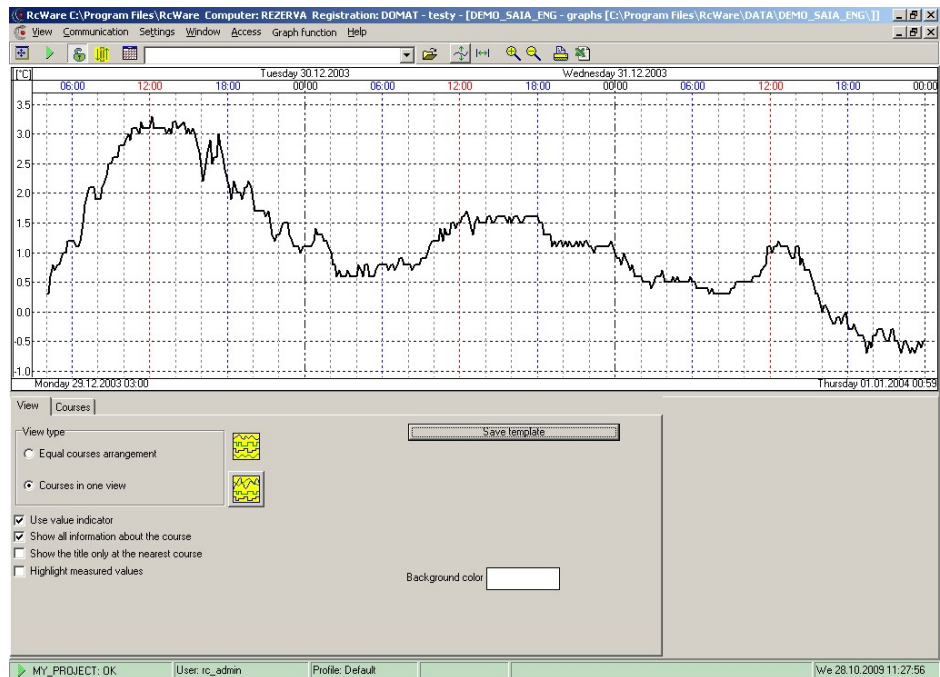 RcWare C:\Program Files\RcWare Computer: REZERVA Registration: DOMAT - testy - [DEMO_SAIA_ENG - graphs [C:\Program Files\RcWare\DATA\DEMO_SAIA_ENG\]]
View Communication Settings Window Access Graph function Help
[°C] Tuesday 30.12.2003 Wednesday 31.12.2003
06:00 12:00 18:00 00:00 06:00 12:00 18:00 00:00 06:00 12:00 18:00 00:00
3.5
3.0
2.5
2.0
1.5
1.0
0.5
0.0
-0.5
-1.0
Monday 29.12.2003 03:00 Thursday 01.01.2004 00:59
View Courses
View type Save template
Equal courses arrangement
Courses in one view
Use value indicator
Show all information about the course
Show the title only at the nearest course
Highlight measured values Background color
MY_PROJECT: OK User: rc_admin Profile: Default We 28.10.2009 11:27:56